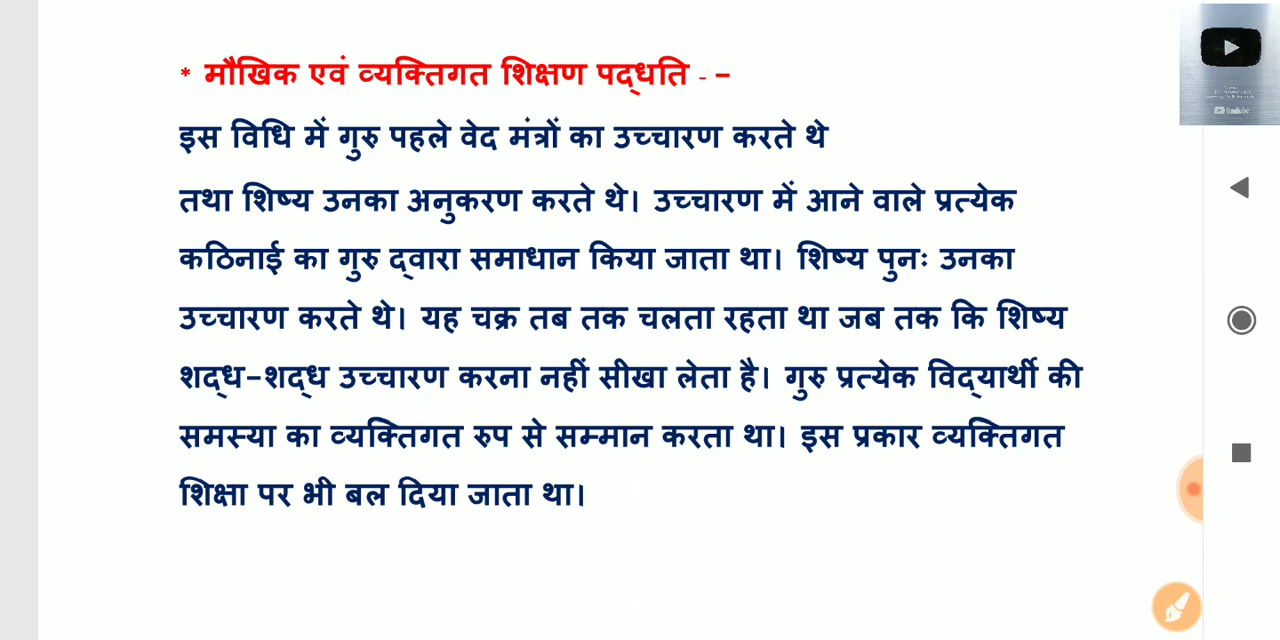 * मौखिक एवं व्यक्तिगत शिक्षण पद्धति - –
इस विधि में गुरु पहले वेद मंत्रों का उच्चारण करते थे
तथा शिष्य उनका अनुकरण करते थे। उच्चारण में आने वाले प्रत्येक
कठिनाई का गुरु द्वारा समाधान किया जाता था। शिष्य पुनः उनका
उच्चारण करते थे। यह चक्र तब तक चलता रहता था जब तक कि शिष्य
शद्ध–शद्ध उच्चारण करना नहीं सीखा लेता है। गुरु प्रत्येक विद्यार्थी की
समस्या का व्यक्तिगत रुप से सम्मान करता था। इस प्रकार व्यक्तिगत
शिक्षा पर भी बल दिया जाता था।
YouTube